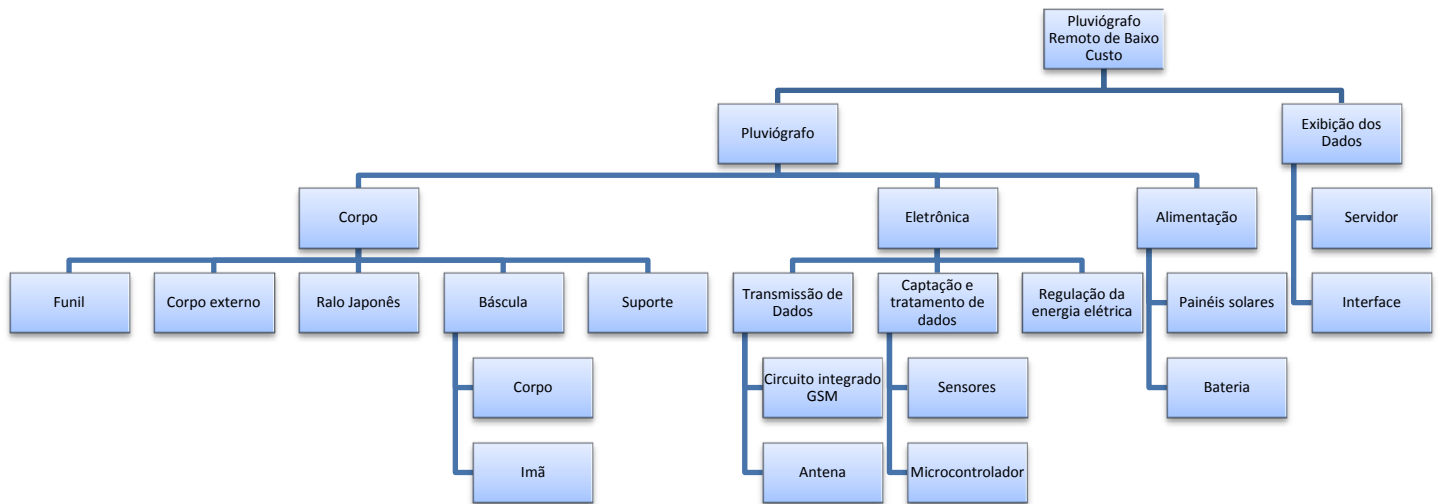 Pluviógrafo
Remoto de Baixo
Custo
Pluviógrafo
Exibição dos
Dados
Corpo
Eletrônica
Alimentação
Servidor
Funil
Corpo externo
Ralo Japonês
Báscula
Suporte
Transmissão de
Dados
Captação e
tratamento de
dados
Regulação da
energia elétrica
Painéis solares
Interface
Corpo
Circuito integrado
GSM
Sensores
Bateria
Imã
Antena
Microcontrolador